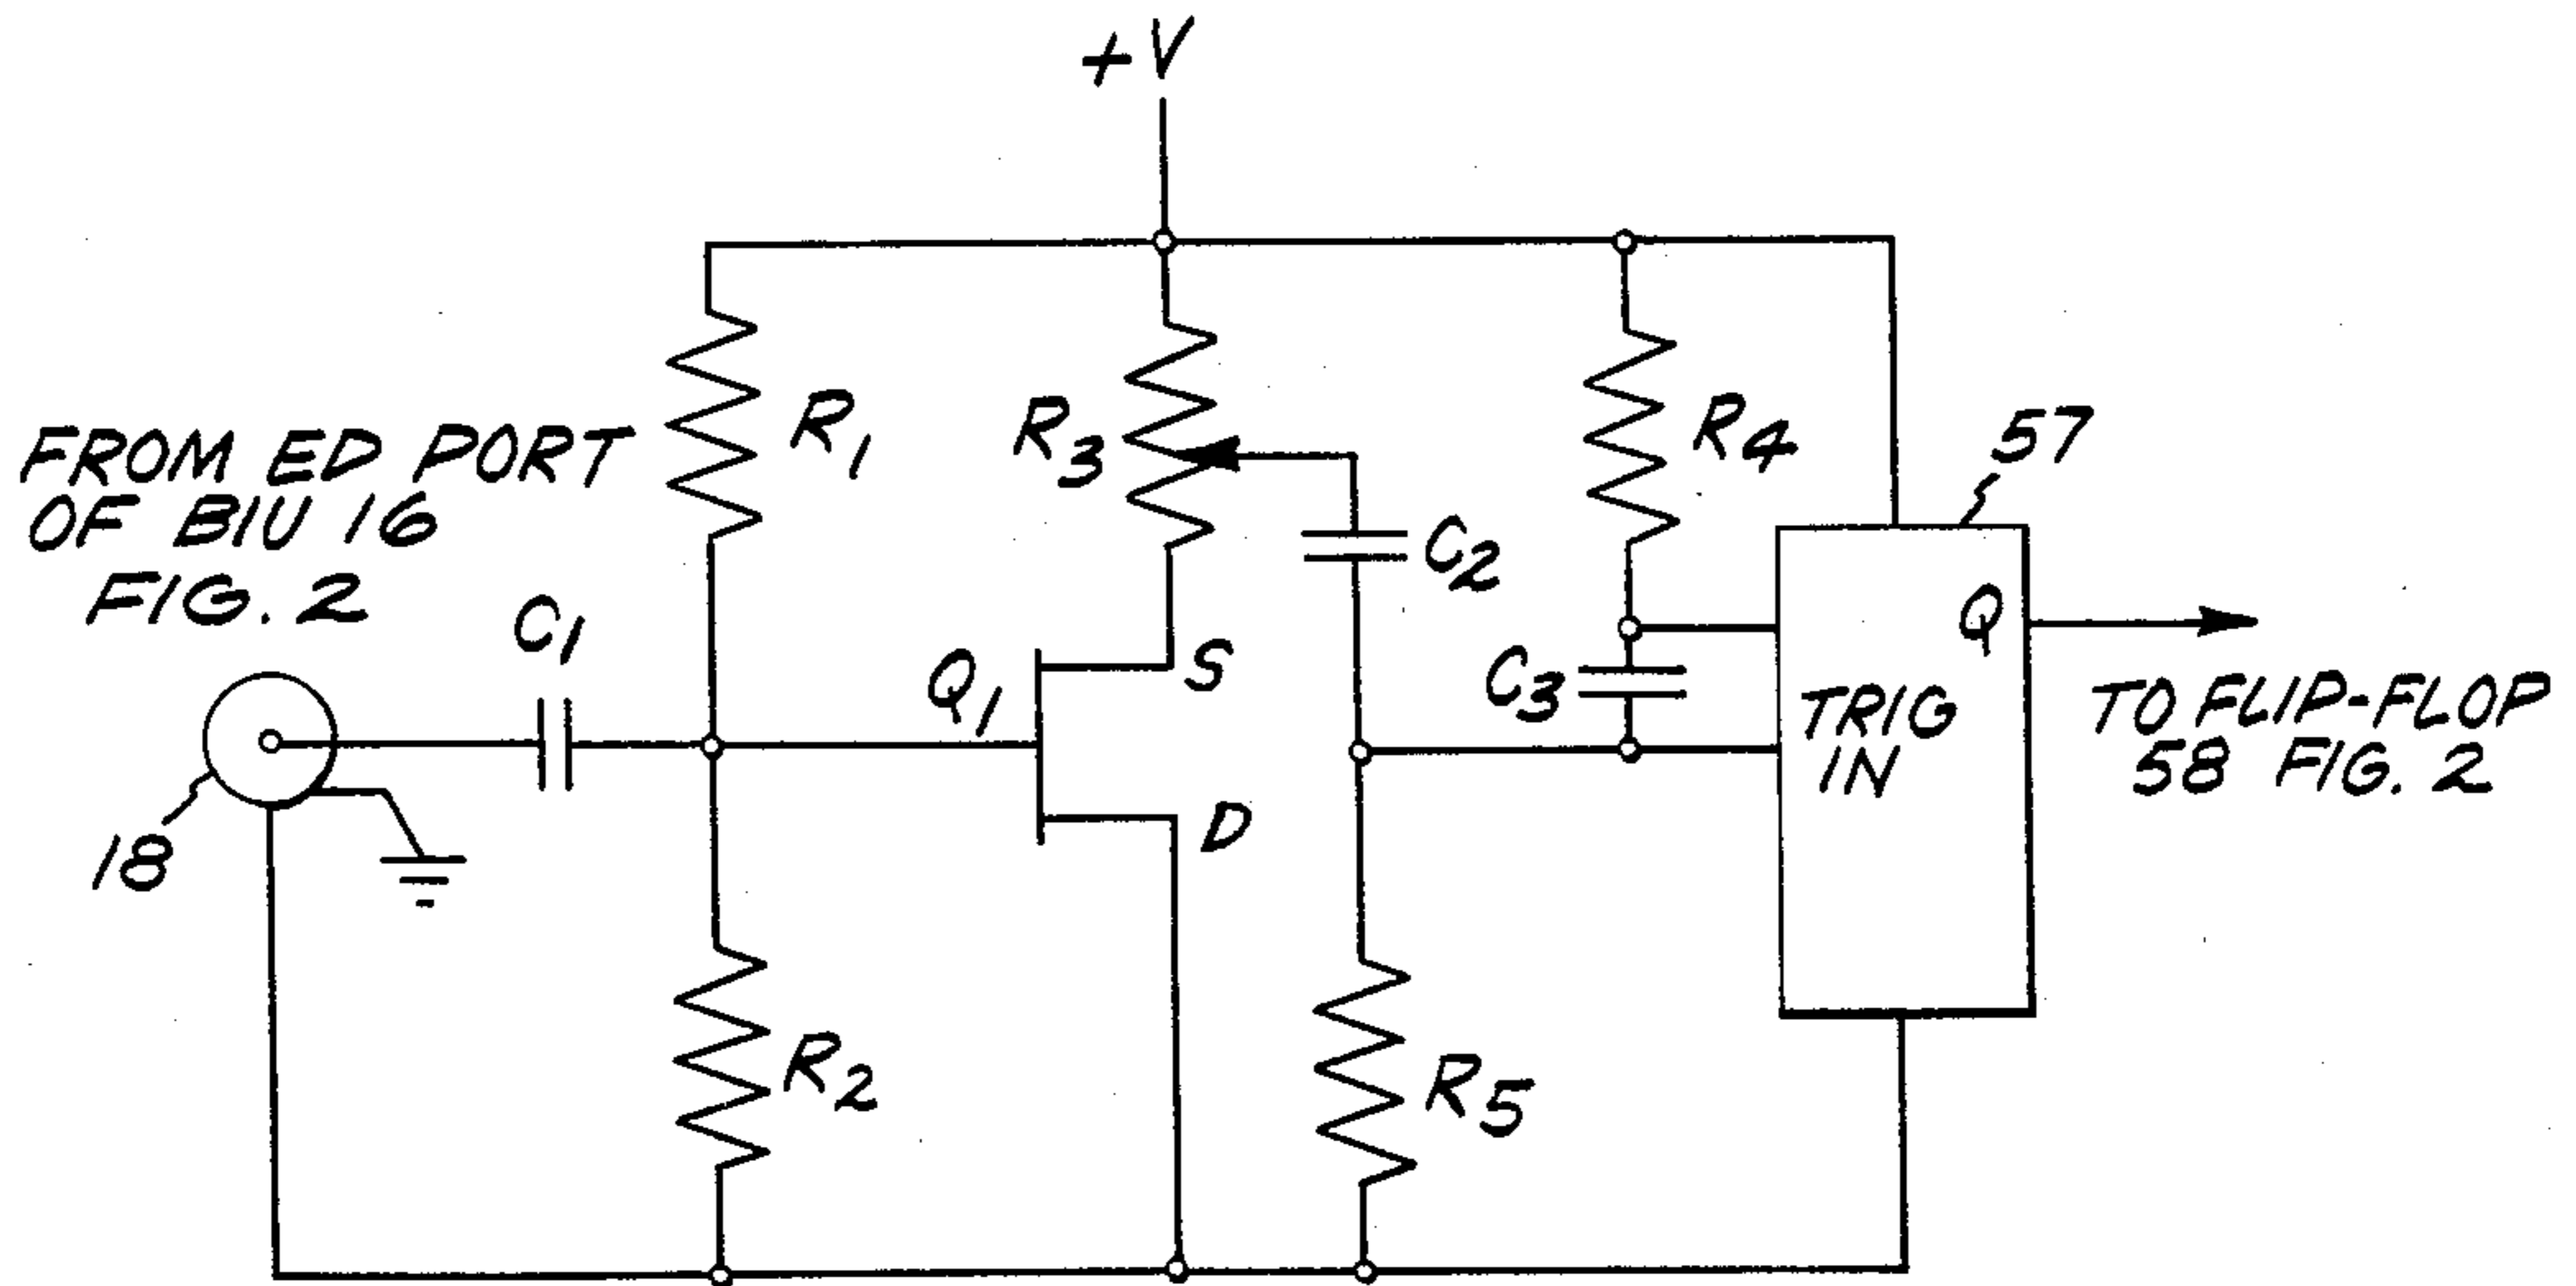 +V
R1
R3
R4
57
FROM ED PORT
OF BIU 16
FIG. 2
C1
C2
Q
Q1
S
C3
TRIG
IN
TO FLIP-FLOP
58 FIG. 2
18
D
R2
R5